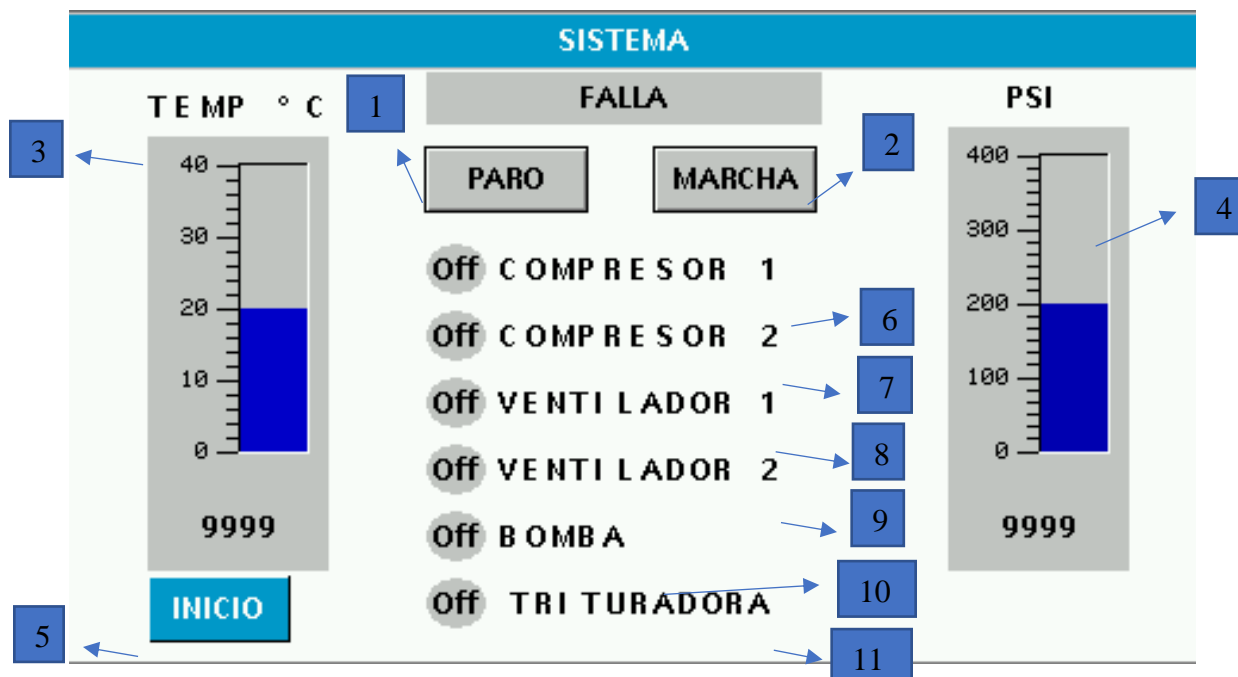 SISTEMA
TEMP °C
1
FALLA
PSI
3
40
30
20
10
0
9999
PARO
MARCHA
2
400
300
200
100
0
9999
4
Off COMPRESOR 1
Off COMPRESOR 2
6
Off VENTILADOR 1
7
Off VENTILADOR 2
8
Off BOMBA
9
Off TRITURADORA
10
INICIO
5
11